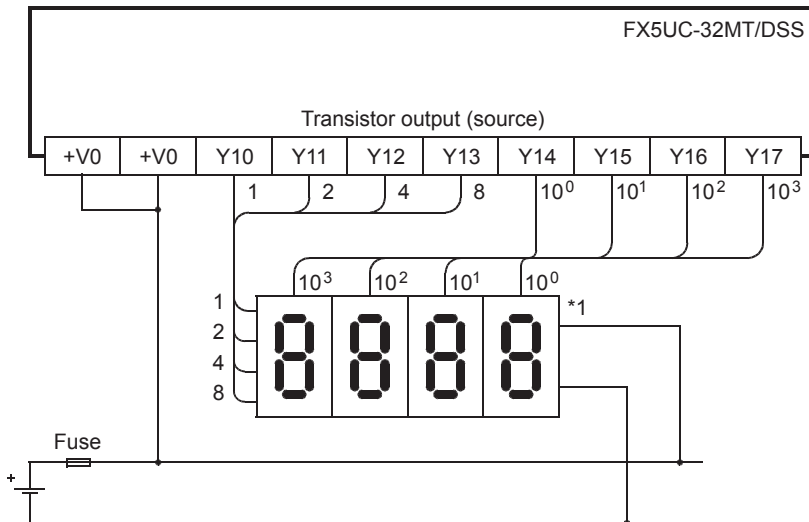 FX5UC-32MT/DSS
Transistor output (source)
+V0 +V0 Y10 Y11 Y12 Y13 Y14 Y15 Y16 Y17
1 2 4 8 10⁰ 10¹ 10² 10³
10³ 10² 10¹ 10⁰
1 *1
2
4
8
Fuse
+